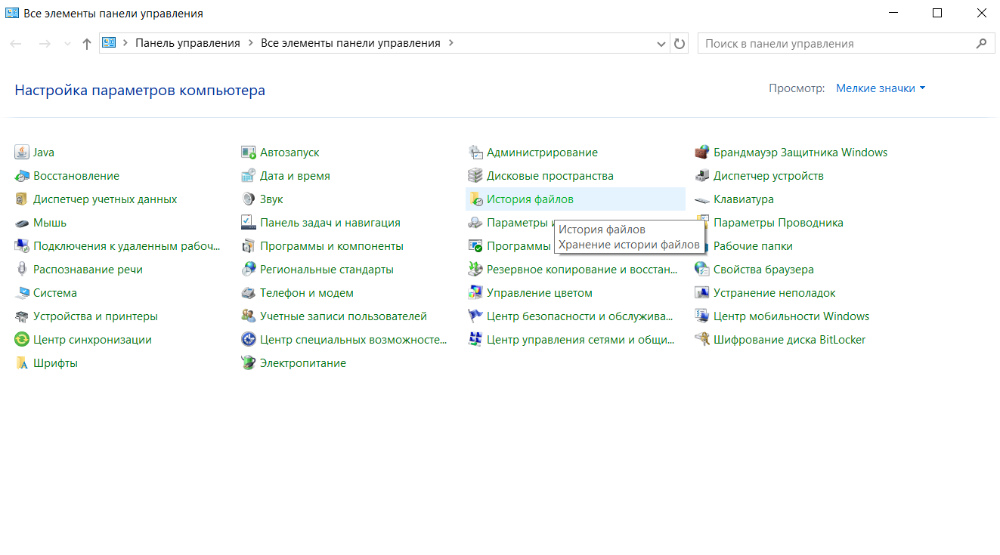 Все элементы панели управления
Панель управления Все элементы панели управления
Поиск в панели управления
Настройка параметров компьютера
Просмотр: Мелкие значки
Java Автозапуск Администрирование Брандмауэр Защитника Windows
Восстановление Дата и время Дисковые пространства Диспетчер устройств
Диспетчер учетных данных Звук История файлов Клавиатура
Мышь Панель задач и навигация Параметры Параметры Проводника
История файлов
Хранение истории файлов
Подключения к удаленным рабоч... Программы и компоненты Программы Рабочие папки
Распознавание речи Региональные стандарты Резервное копирование и восстан... Свойства браузера
Система Телефон и модем Управление цветом Устранение неполадок
Устройства и принтеры Учетные записи пользователей Центр безопасности и обслужива... Центр мобильности Windows
Центр синхронизации Центр специальных возможносте... Центр управления сетями и общи... Шифрование диска BitLocker
Шрифты Электропитание